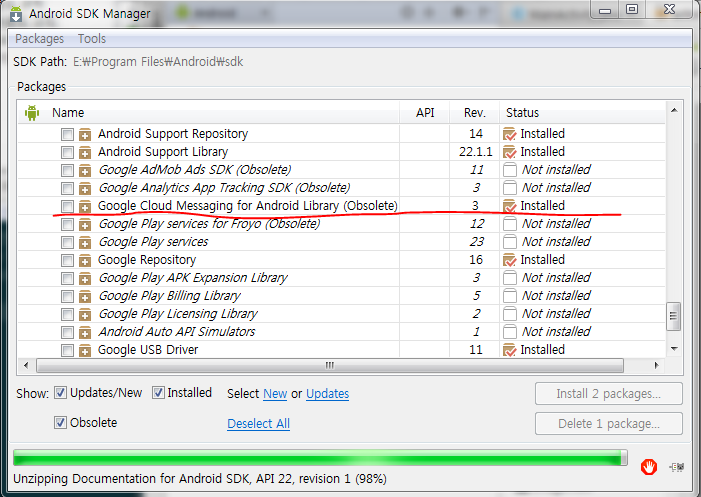 Android SDK Manager
Packages Tools
SDK Path: E:₩Program Files₩Android₩sdk
Packages
Name API Rev. Status
Android Support Repository 14 Installed
Android Support Library 22.1.1 Installed
Google AdMob Ads SDK (Obsolete) 11 Not installed
Google Analytics App Tracking SDK (Obsolete) 3 Not installed
Google Cloud Messaging for Android Library (Obsolete) 3 Installed
Google Play services for Froyo (Obsolete) 12 Not installed
Google Play services 23 Not installed
Google Repository 16 Installed
Google Play APK Expansion Library 3 Not installed
Google Play Billing Library 5 Not installed
Google Play Licensing Library 2 Not installed
Android Auto API Simulators 1 Not installed
Google USB Driver 11 Installed
Show: Updates/New Installed Select New or Updates Install 2 packages...
Obsolete Deselect All Delete 1 package...
Unzipping Documentation for Android SDK, API 22, revision 1 (98%)